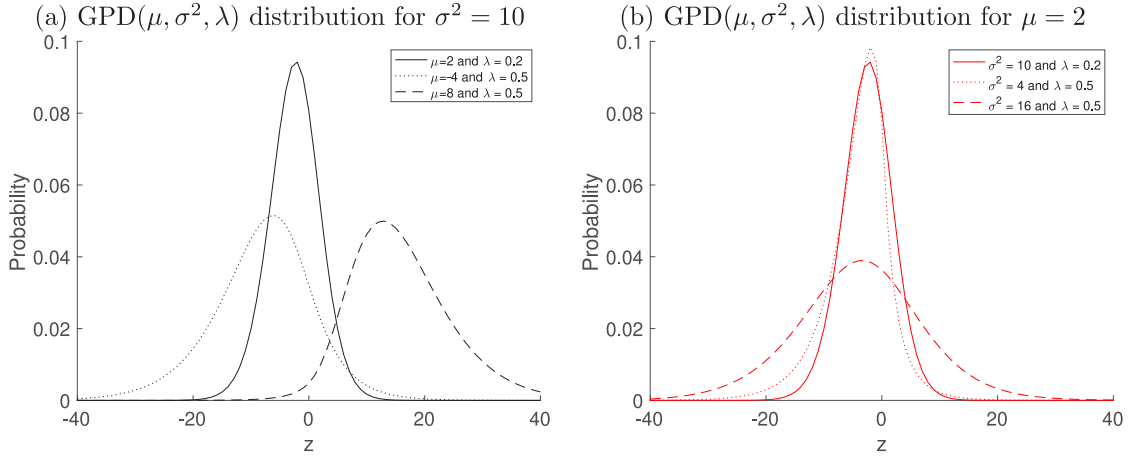 (a) GPD(μ, σ², λ) distribution for σ² = 10
0.1
0.08
0.06
0.04
0.02
0
Probability
-40
-20
0
20
40
z
μ=2 and λ = 0.2
μ=-4 and λ = 0.5
μ=8 and λ = 0.5
(b) GPD(μ, σ², λ) distribution for μ = 2
0.1
0.08
0.06
0.04
0.02
0
Probability
-40
-20
0
20
40
z
σ² = 10 and λ = 0.2
σ² = 4 and λ = 0.5
σ² = 16 and λ = 0.5